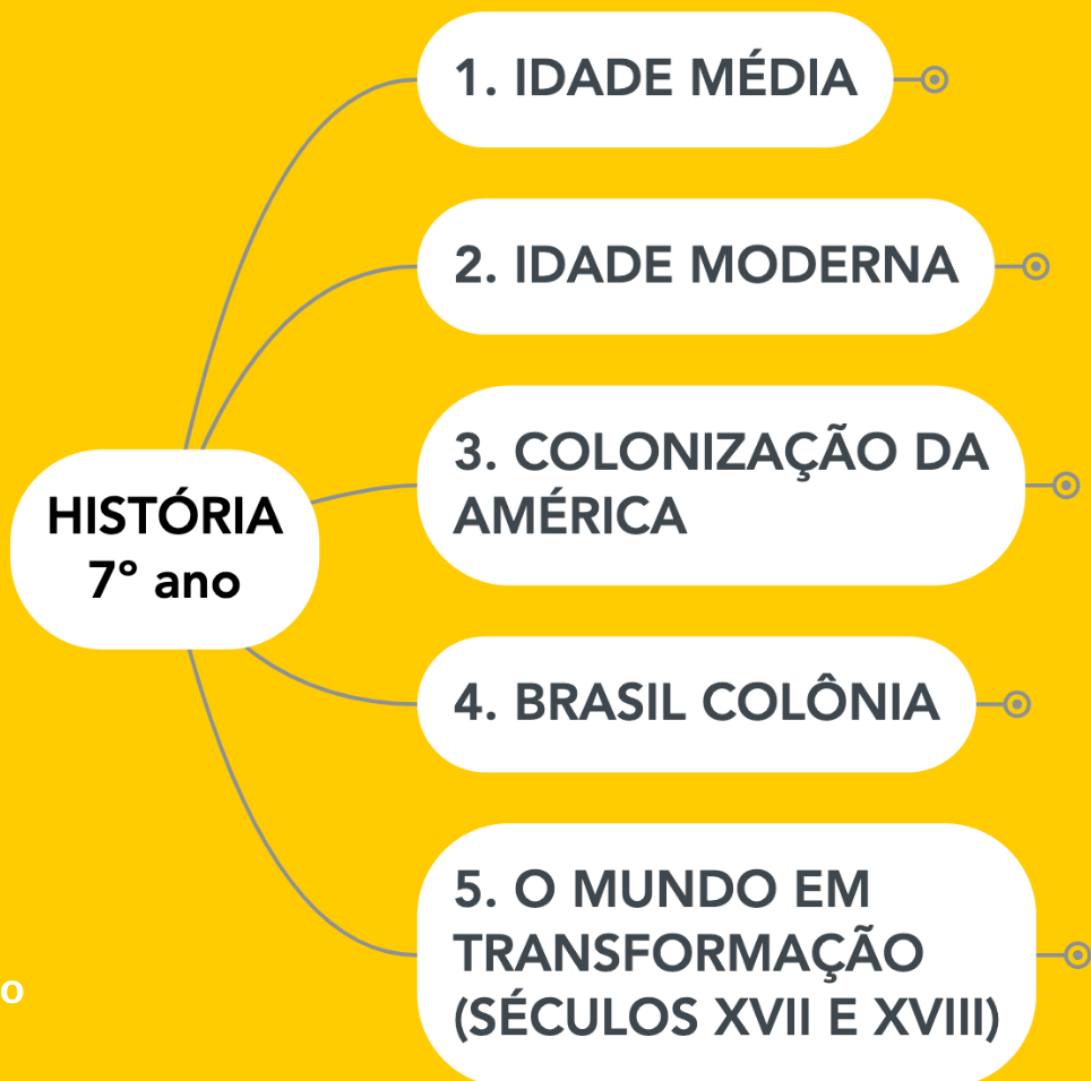 HISTÓRIA
7° ano
1. IDADE MÉDIA
2. IDADE MODERNA
3. COLONIZAÇÃO DA
AMÉRICA
4. BRASIL COLÔNIA
5. O MUNDO EM
TRANSFORMAÇÃO
(SÉCULOS XVII E XVIII)